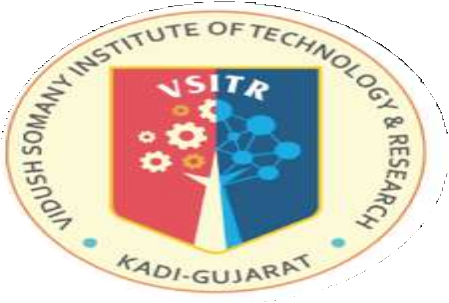 VIDUSH SOMANY INSTITUTE OF TECHNOLOGY & RESEARCH
VSITR
KADI-GUJARAT